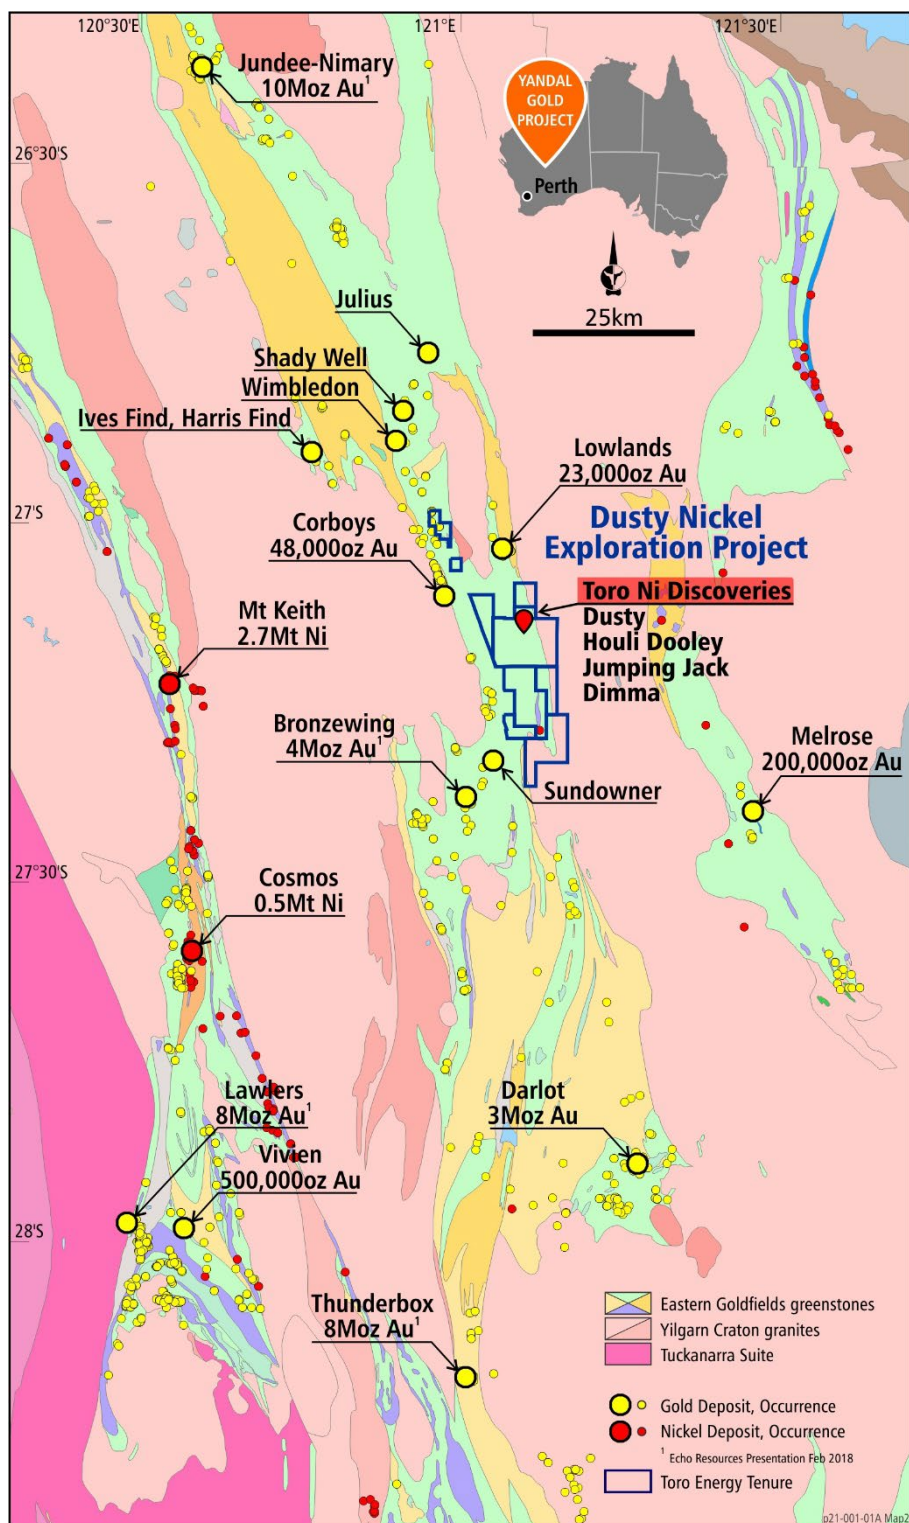 120°30'E
121°E
121°30'E
Jundee-Nimary
10Moz Au¹
YANDAL
GOLD
PROJECT
26°30'S
Perth
25km
Julius
Shady Well
Wimbledon
Ives Find, Harris Find
Lowlands
23,000oz Au
27°S
Corboys
48,000oz Au
Dusty Nickel
Exploration Project
Toro Ni Discoveries
Dusty
Houli Dooley
Jumping Jack
Dimma
Mt Keith
2.7Mt Ni
Bronzewing
4Moz Au¹
Sundowner
Melrose
200,000oz Au
27°30'S
Cosmos
0.5Mt Ni
Lawlers
8Moz Au¹
Vivien
500,000oz Au
Darlot
3Moz Au
28°S
Thunderbox
8Moz Au¹
Eastern Goldfields greenstones
Yilgarn Craton granites
Tuckanarra Suite
Gold Deposit, Occurrence
Nickel Deposit, Occurrence
¹ Echo Resources Presentation Feb 2018
Toro Energy Tenure
p21-001-01A Map2